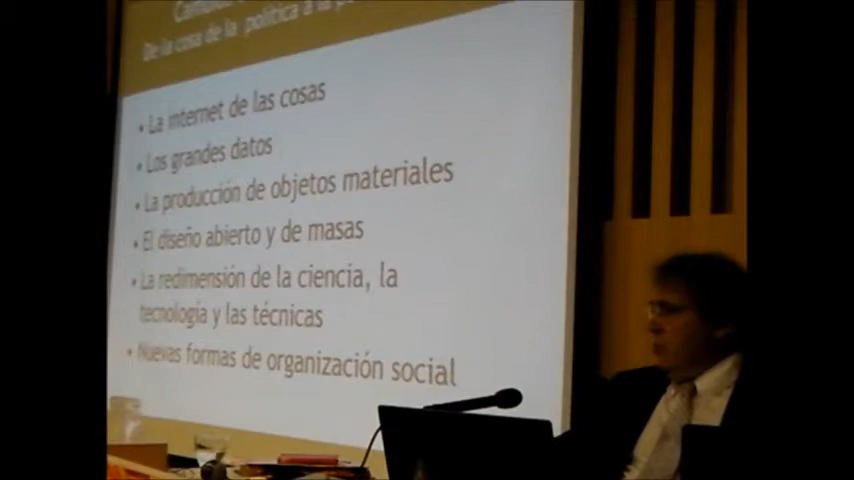 De la cosa de la política a la
• La internet de las cosas
• Los grandes datos
• La producción de objetos materiales
• El diseño abierto y de masas
• La redimensión de la ciencia, la
tecnología y las técnicas
• Nuevas formas de organización social